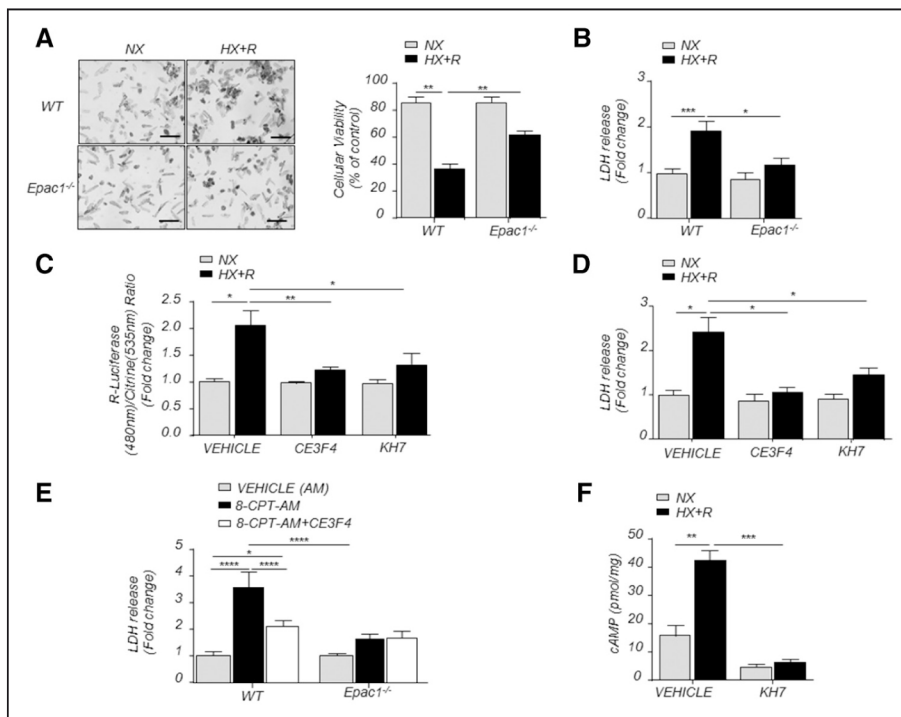 A
NX
HX+R
WT
Epac1-/-
NX
HX+R
Cellular Viability
(% of control)
100
80
60
40
20
0
**
**
WT
Epac1-/-
B
NX
HX+R
LDH release
(Fold change)
3
2
1
0
***
*
WT
Epac1-/-
C
NX
HX+R
R-Luciferase
(480nm)/Citrine(535nm) Ratio
(Fold change)
2.5
2.0
1.5
1.0
0.5
0.0
*
**
*
VEHICLE
CE3F4
KH7
D
NX
HX+R
LDH release
(Fold change)
3
2
1
0
*
*
*
VEHICLE
CE3F4
KH7
E
VEHICLE (AM)
8-CPT-AM
8-CPT-AM+CE3F4
LDH release
(Fold change)
5
4
3
2
1
0
****
*
****
****
WT
Epac1-/-
F
NX
HX+R
cAMP (pmol/mg)
50
40
30
20
10
0
**
***
VEHICLE
KH7